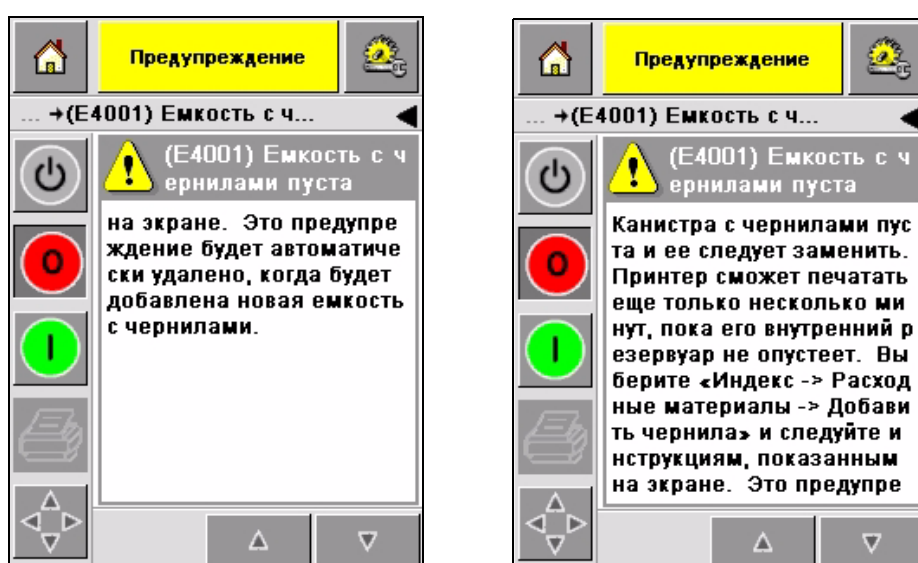 Предупреждение
... →(E4001) Емкость с ч...
(E4001) Емкость с ч
ернилами пуста
на экране. Это предупре
ждение будет автоматиче
ски удалено, когда будет
добавлена новая емкость
с чернилами.
Предупреждение
... →(E4001) Емкость с ч...
(E4001) Емкость с ч
ернилами пуста
Канистра с чернилами пус
та и ее следует заменить.
Принтер сможет печатать
еще только несколько ми
нут, пока его внутренний р
езервуар не опустеет. Вы
берите «Индекс -> Расход
ные материалы -> Добави
ть чернила» и следуйте и
нструкциям, показанным
на экране. Это предупре